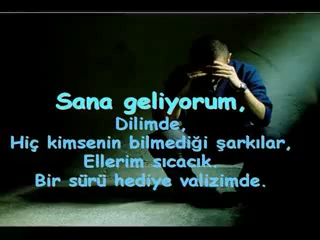 Sana geliyorum,
Dilimde,
Hiç kimsenin bilmediği şarkılar,
Ellerim sıcacık.
Bir sürü hediye valizimde.